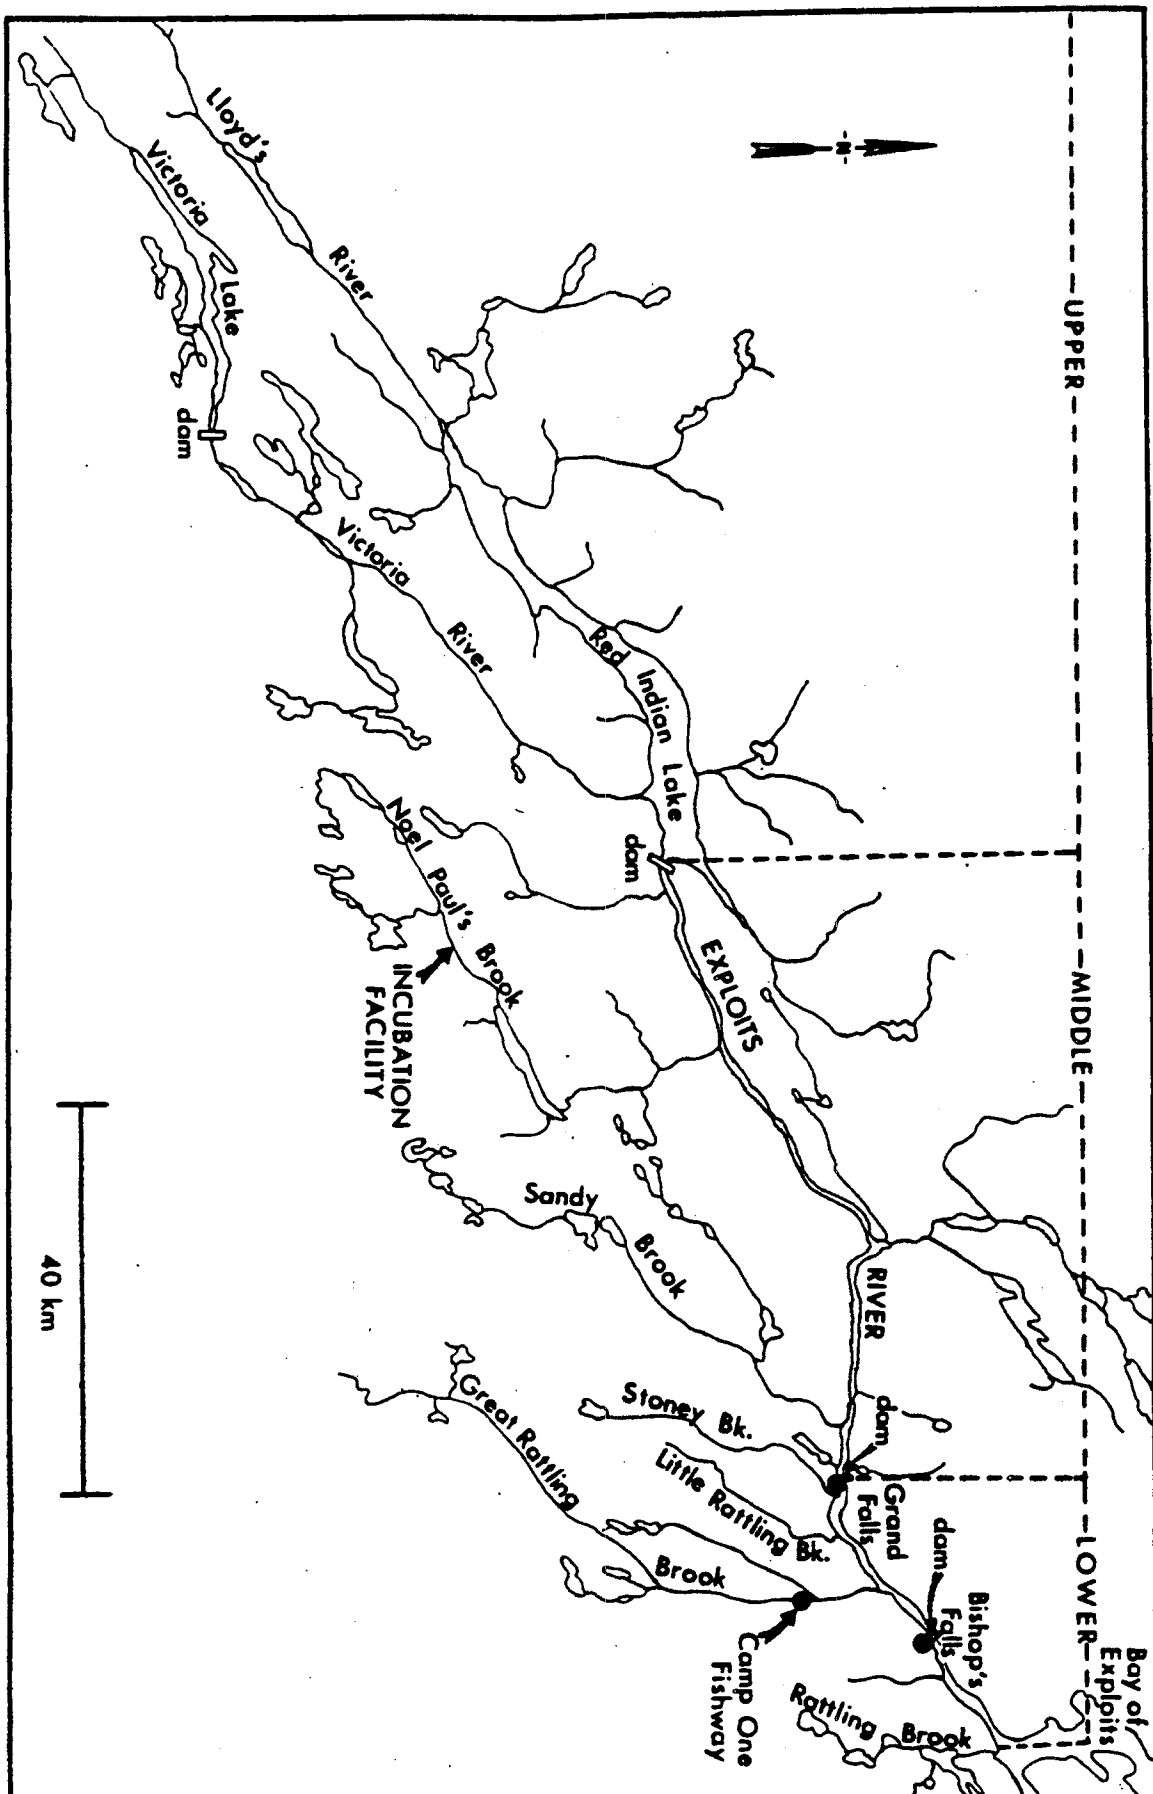 UPPER
MIDDLE
LOWER
Bay of
Exploits
N
Lloyd's
River
Victoria
Lake
dam
Victoria
River
Red Indian Lake
dam
EXPLOITS
RIVER
Noel Paul's Brook
INCUBATION
FACILITY
Sandy
Brook
Stoney Bk.
dam
Grand
Falls
Little Rattling Bk.
Great Rattling
Brook
dam
Bishop's
Falls
Camp One
Fishway
Rattling
Brook
40 km